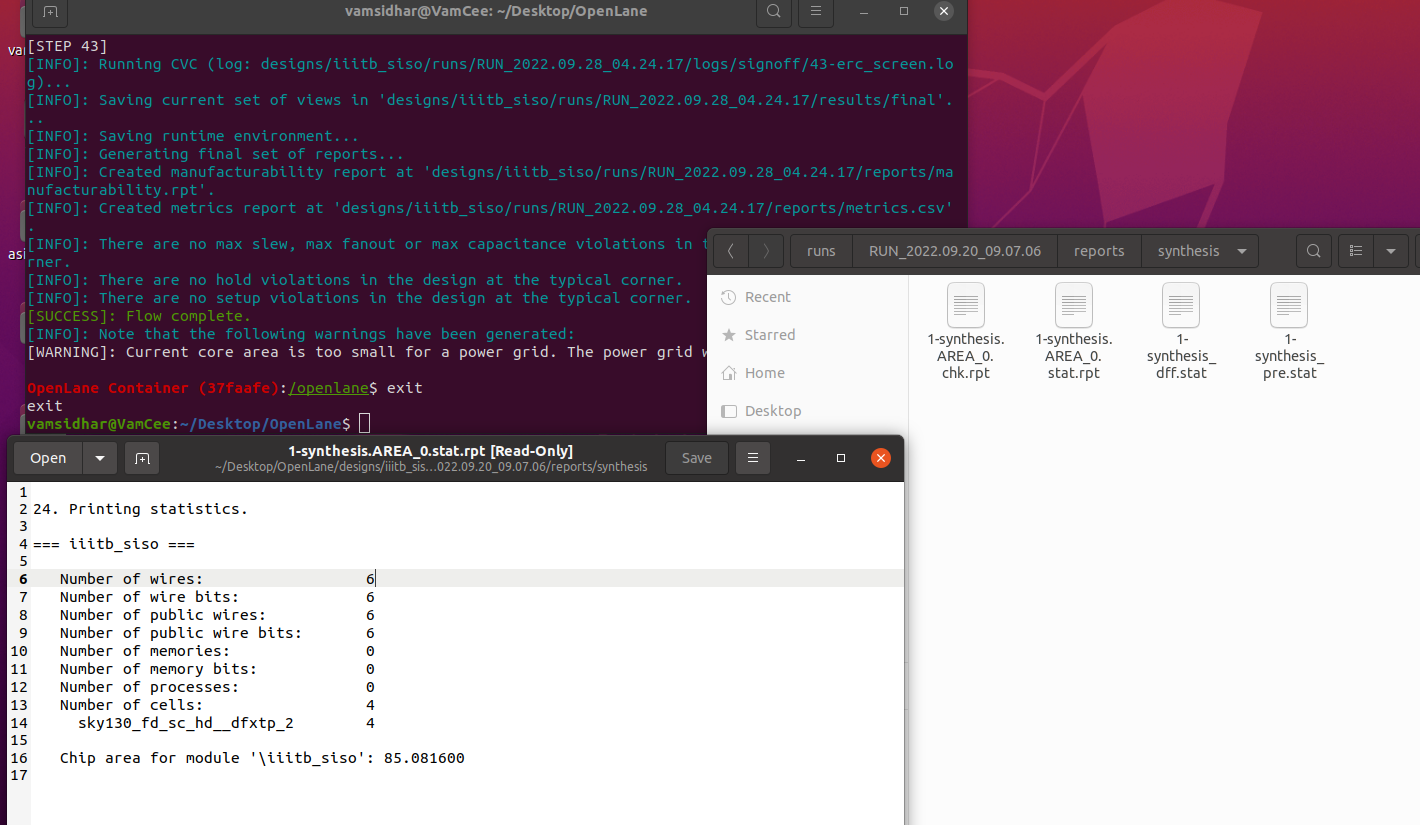 vamsidhar@VamCee: ~/Desktop/OpenLane
[STEP 43]
[INFO]: Running CVC (log: designs/iiitb_siso/runs/RUN_2022.09.28_04.24.17/logs/signoff/43-erc_screen.lo
g)...
[INFO]: Saving current set of views in 'designs/iiitb_siso/runs/RUN_2022.09.28_04.24.17/results/final'.
..
[INFO]: Saving runtime environment...
[INFO]: Generating final set of reports...
[INFO]: Created manufacturability report at 'designs/iiitb_siso/runs/RUN_2022.09.28_04.24.17/reports/ma
nufacturability.rpt'.
[INFO]: Created metrics report at 'designs/iiitb_siso/runs/RUN_2022.09.28_04.24.17/reports/metrics.csv'
.
[INFO]: There are no max slew, max fanout or max capacitance violations in t
rner.
[INFO]: There are no hold violations in the design at the typical corner.
[INFO]: There are no setup violations in the design at the typical corner.
[SUCCESS]: Flow complete.
[INFO]: Note that the following warnings have been generated:
[WARNING]: Current core area is too small for a power grid. The power grid w
OpenLane Container (37faafe):/openlane$ exit
exit
vamsidhar@VamCee:~/Desktop/OpenLane$
var
asi
runs RUN_2022.09.20_09.07.06 reports synthesis
Recent
Starred
Home
Desktop
1-synthesis.
AREA_0.
chk.rpt
1-synthesis.
AREA_0.
stat.rpt
1-
synthesis_
dff.stat
1-
synthesis_
pre.stat
Open
1-synthesis.AREA_0.stat.rpt [Read-Only]
~/Desktop/OpenLane/designs/iiitb_sis...022.09.20_09.07.06/reports/synthesis
Save
1
2 24. Printing statistics.
3
4 === iiitb_siso ===
5
6 Number of wires: 6
7 Number of wire bits: 6
8 Number of public wires: 6
9 Number of public wire bits: 6
10 Number of memories: 0
11 Number of memory bits: 0
12 Number of processes: 0
13 Number of cells: 4
14 sky130_fd_sc_hd__dfxtp_2 4
15
16 Chip area for module '\iiitb_siso': 85.081600
17